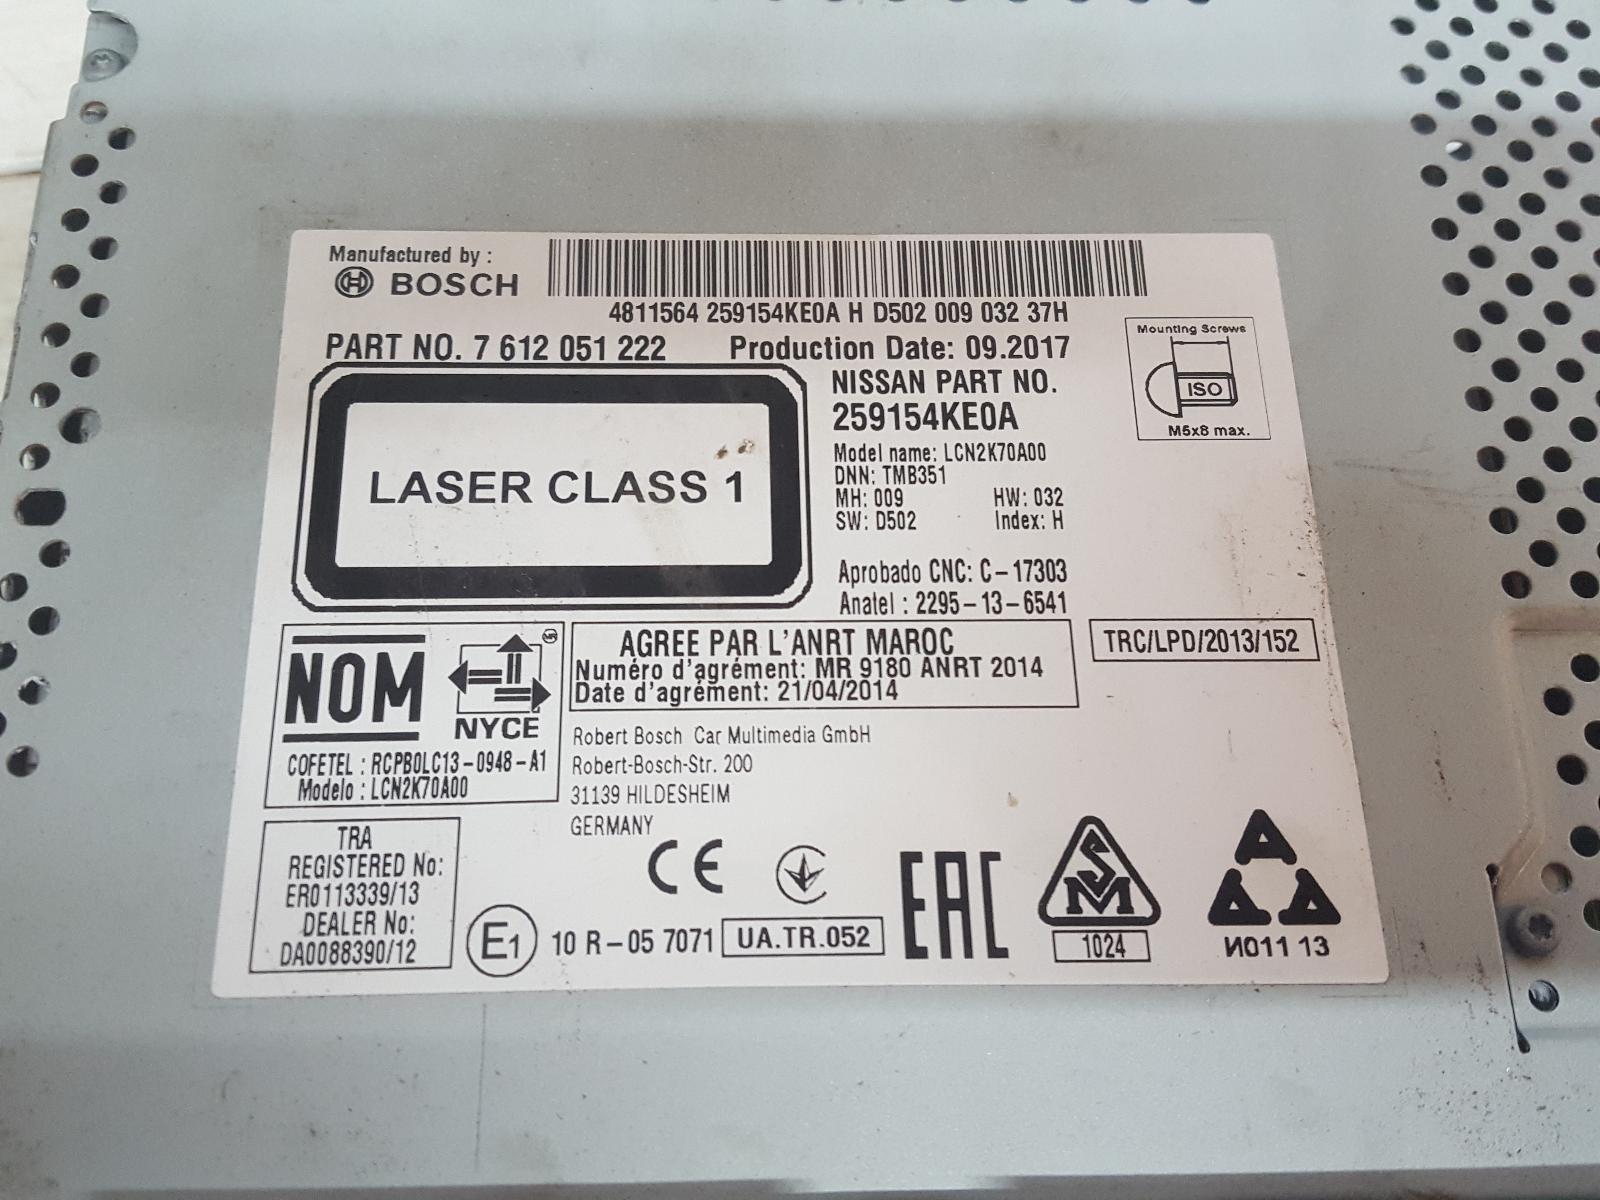 Manufactured by :
BOSCH
4811564 259154KE0A H D502 009 032 37H
PART NO. 7 612 051 222 Production Date: 09.2017
Mounting Screws
ISO
M5x8 max.
LASER CLASS 1
NISSAN PART NO.
259154KE0A
Model name: LCN2K70A00
DNN: TMB351
MH: 009 HW: 032
SW: D502 Index: H
Aprobado CNC: C-17303
Anatel : 2295-13-6541
NOM
NYCE
MR
COFETEL : RCPB0LC13-0948-A1
Modelo : LCN2K70A00
AGREE PAR L'ANRT MAROC
Numéro d'agrément: MR 9180 ANRT 2014
Date d'agrément: 21/04/2014
TRC/LPD/2013/152
Robert Bosch Car Multimedia GmbH
Robert-Bosch-Str. 200
31139 HILDESHEIM
GERMANY
TRA
REGISTERED No:
ER0113339/13
DEALER No:
DA0088390/12
CE
E1
10 R-05 7071
UA.TR.052
EAC
SM
1024
И011 13